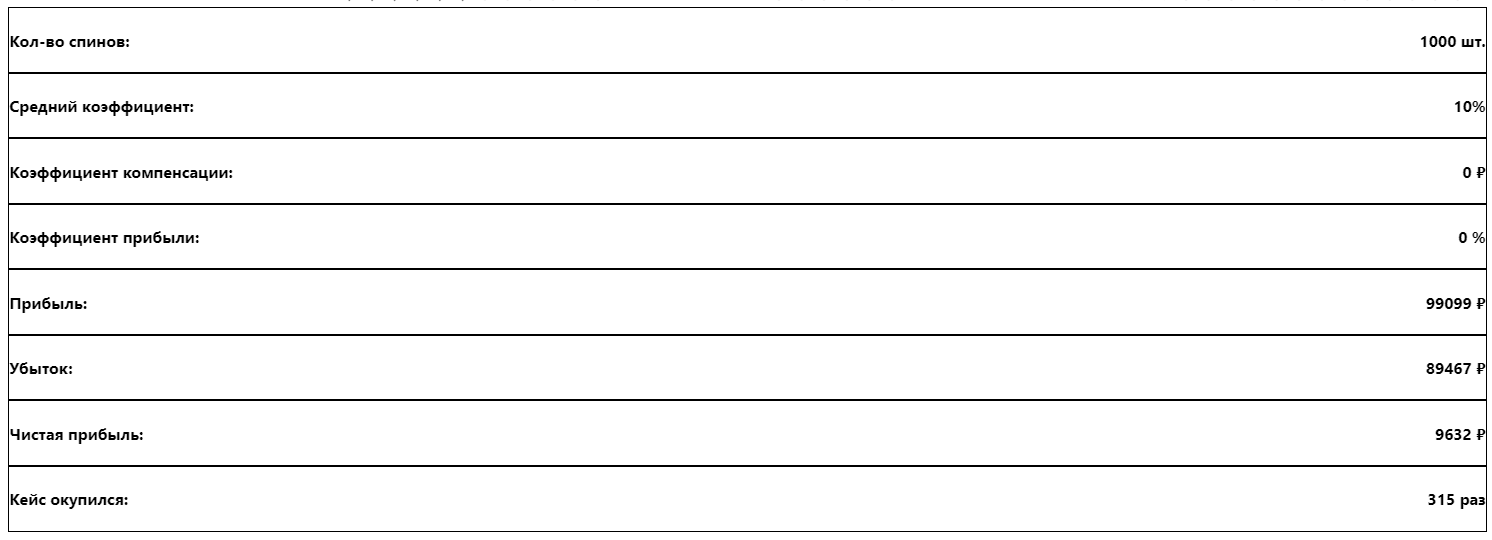 Кол-во спинов: 1000 шт.
Средний коэффициент: 10%
Коэффициент компенсации: 0 ₽
Коэффициент прибыли: 0 %
Прибыль: 99099 ₽
Убыток: 89467 ₽
Чистая прибыль: 9632 ₽
Кейс окупился: 315 раз